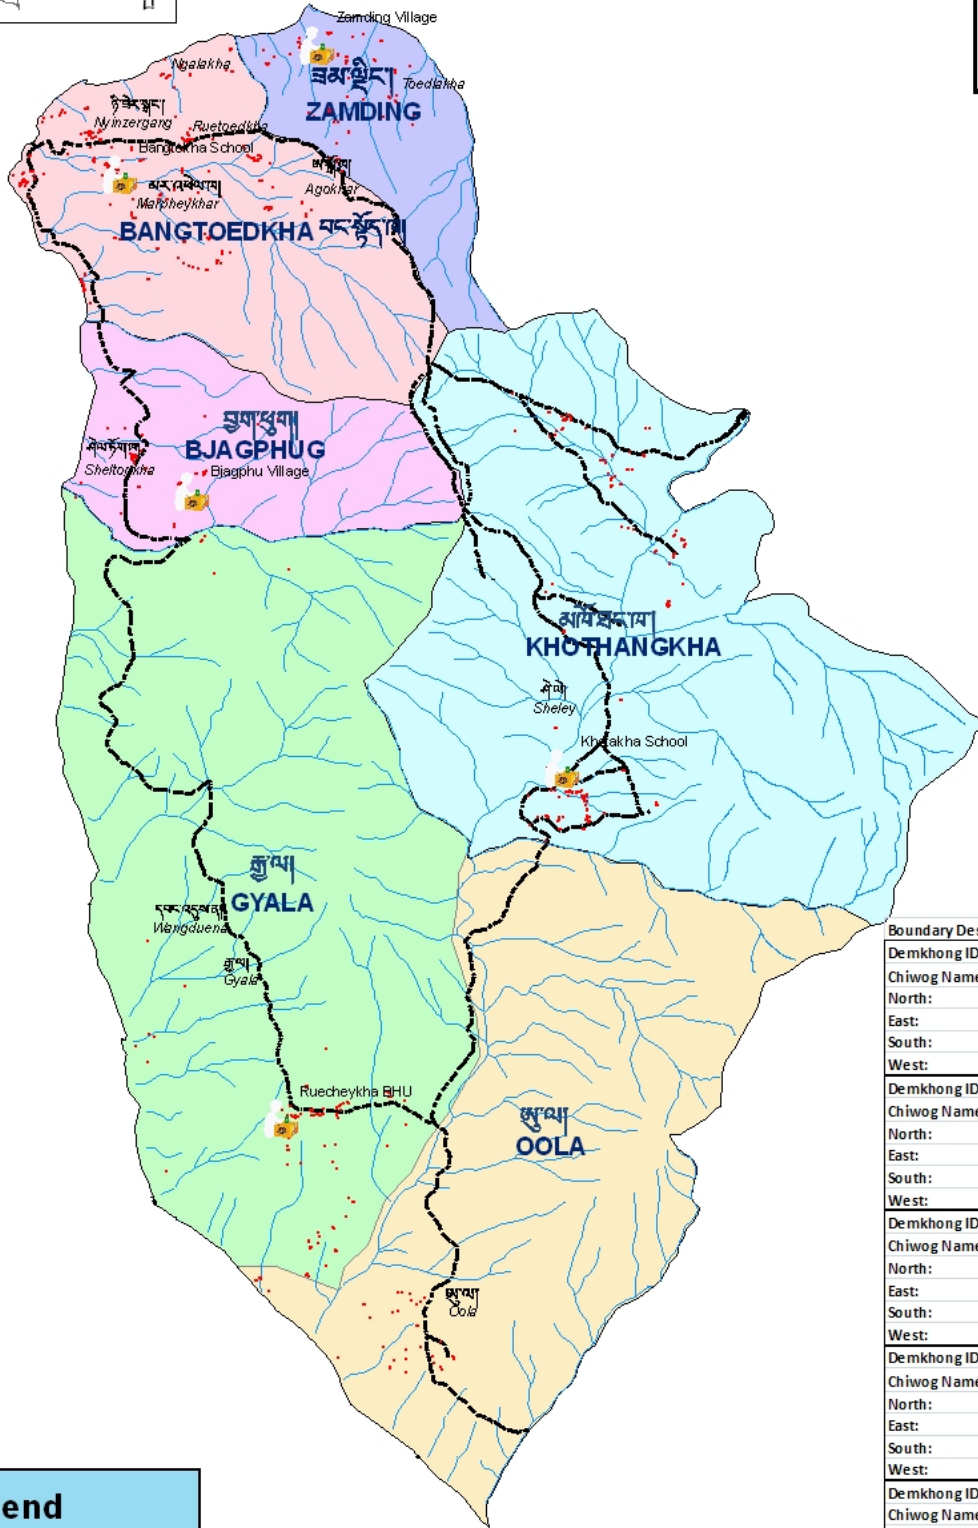 Zamding Village
Ngalakha
Toedlakha
ZAMDING
Nyinzergang
Ruetoedkha
Bangtokha School
Agokhar
Marpheykhar
BANGTOEDKHA
བྱག་ཕུག།
BJAGPHUG
Sheltogkha
Bjagphu Village
KHOTHANGKHA
Sheley
Khotakha School
རྒྱ་ལ།
GYALA
Wangduena
རྒྱ་ལ།
Gyala
Ruecheykha BHU
ཨུ་ལ།
OOLA
ཨུ་ལ།
Oola
Boundary Des
Demkhong ID
Chiwog Name
North:
East:
South:
West:
Demkhong ID
Chiwog Name
North:
East:
South:
West:
Demkhong ID
Chiwog Name
North:
East:
South:
West:
Demkhong ID
Chiwog Name
North:
East:
South:
West:
Demkhong ID
Chiwog Name
end